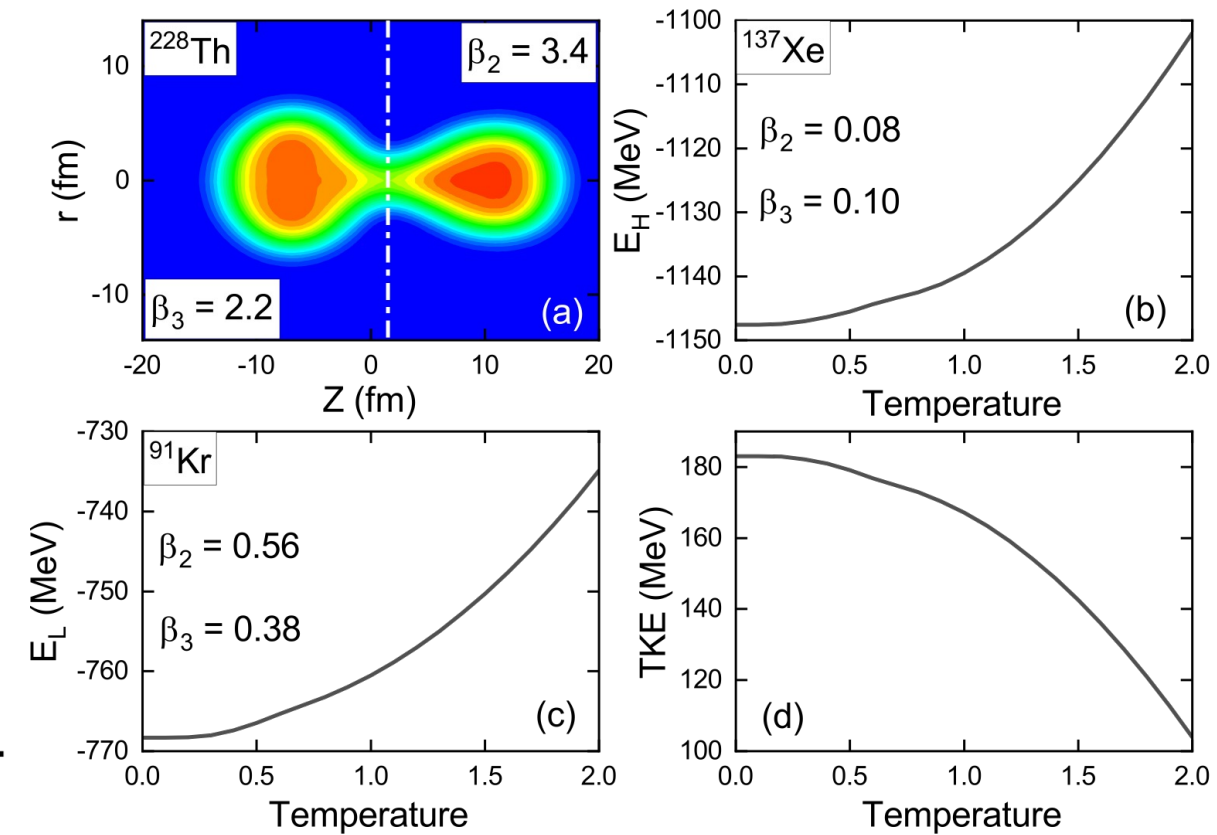 ²²⁸Th
β₂ = 3.4
β₃ = 2.2
(a)
10
0
-10
r (fm)
-20
-10
0
10
20
Z (fm)
¹³⁷Xe
β₂ = 0.08
β₃ = 0.10
(b)
-1100
-1110
-1120
-1130
-1140
-1150
E_H (MeV)
0.0
0.5
1.0
1.5
2.0
Temperature
⁹¹Kr
β₂ = 0.56
β₃ = 0.38
(c)
-730
-740
-750
-760
-770
E_L (MeV)
0.0
0.5
1.0
1.5
2.0
Temperature
(d)
180
160
140
120
100
TKE (MeV)
0.0
0.5
1.0
1.5
2.0
Temperature